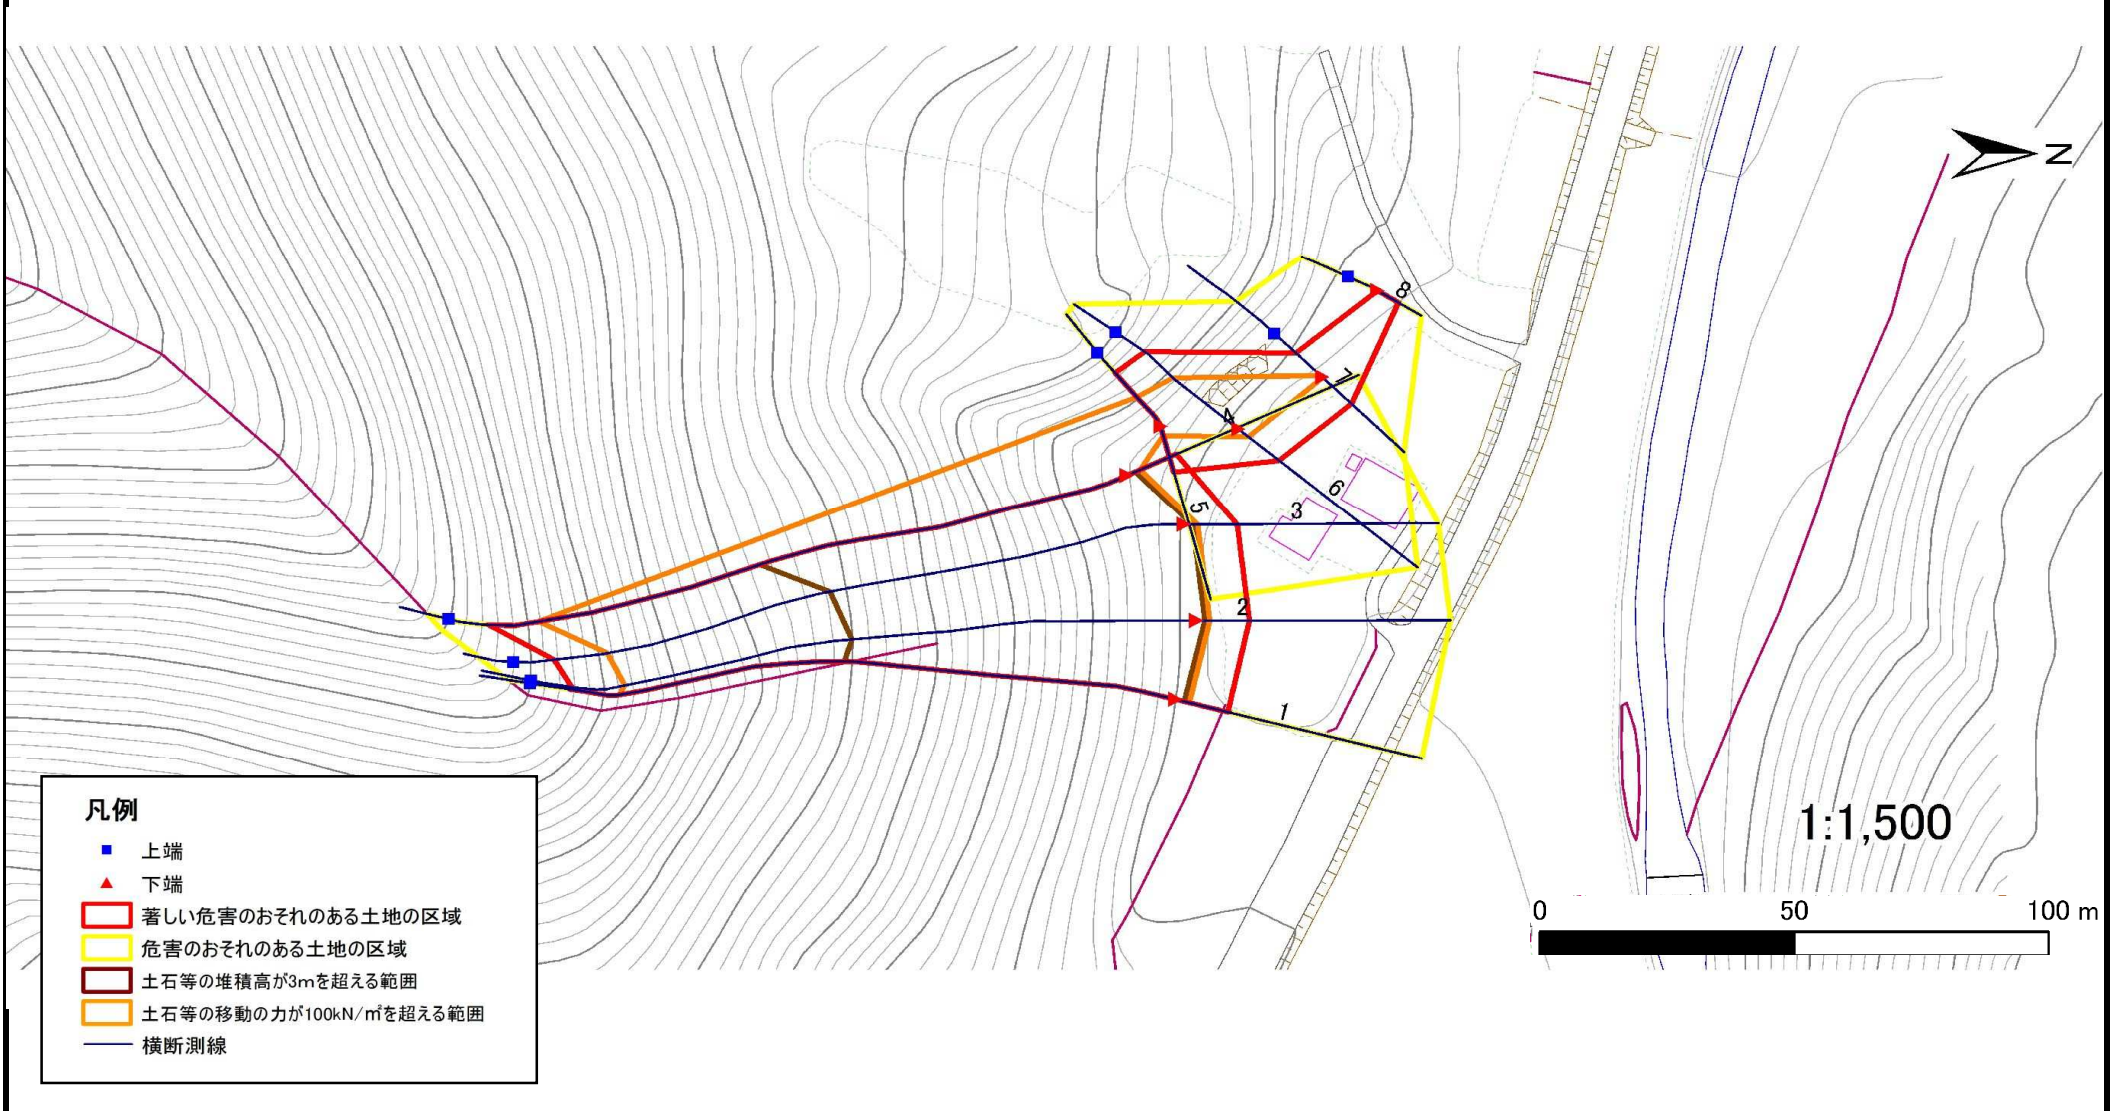 N
8
7
4
5
6
3
2
1
1:1,500
0 50 100 m
凡例
上端
下端
著しい危害のおそれのある土地の区域
危害のおそれのある土地の区域
土石等の堆積高が3mを超える範囲
土石等の移動の力が100kN/㎡を超える範囲
横断測線